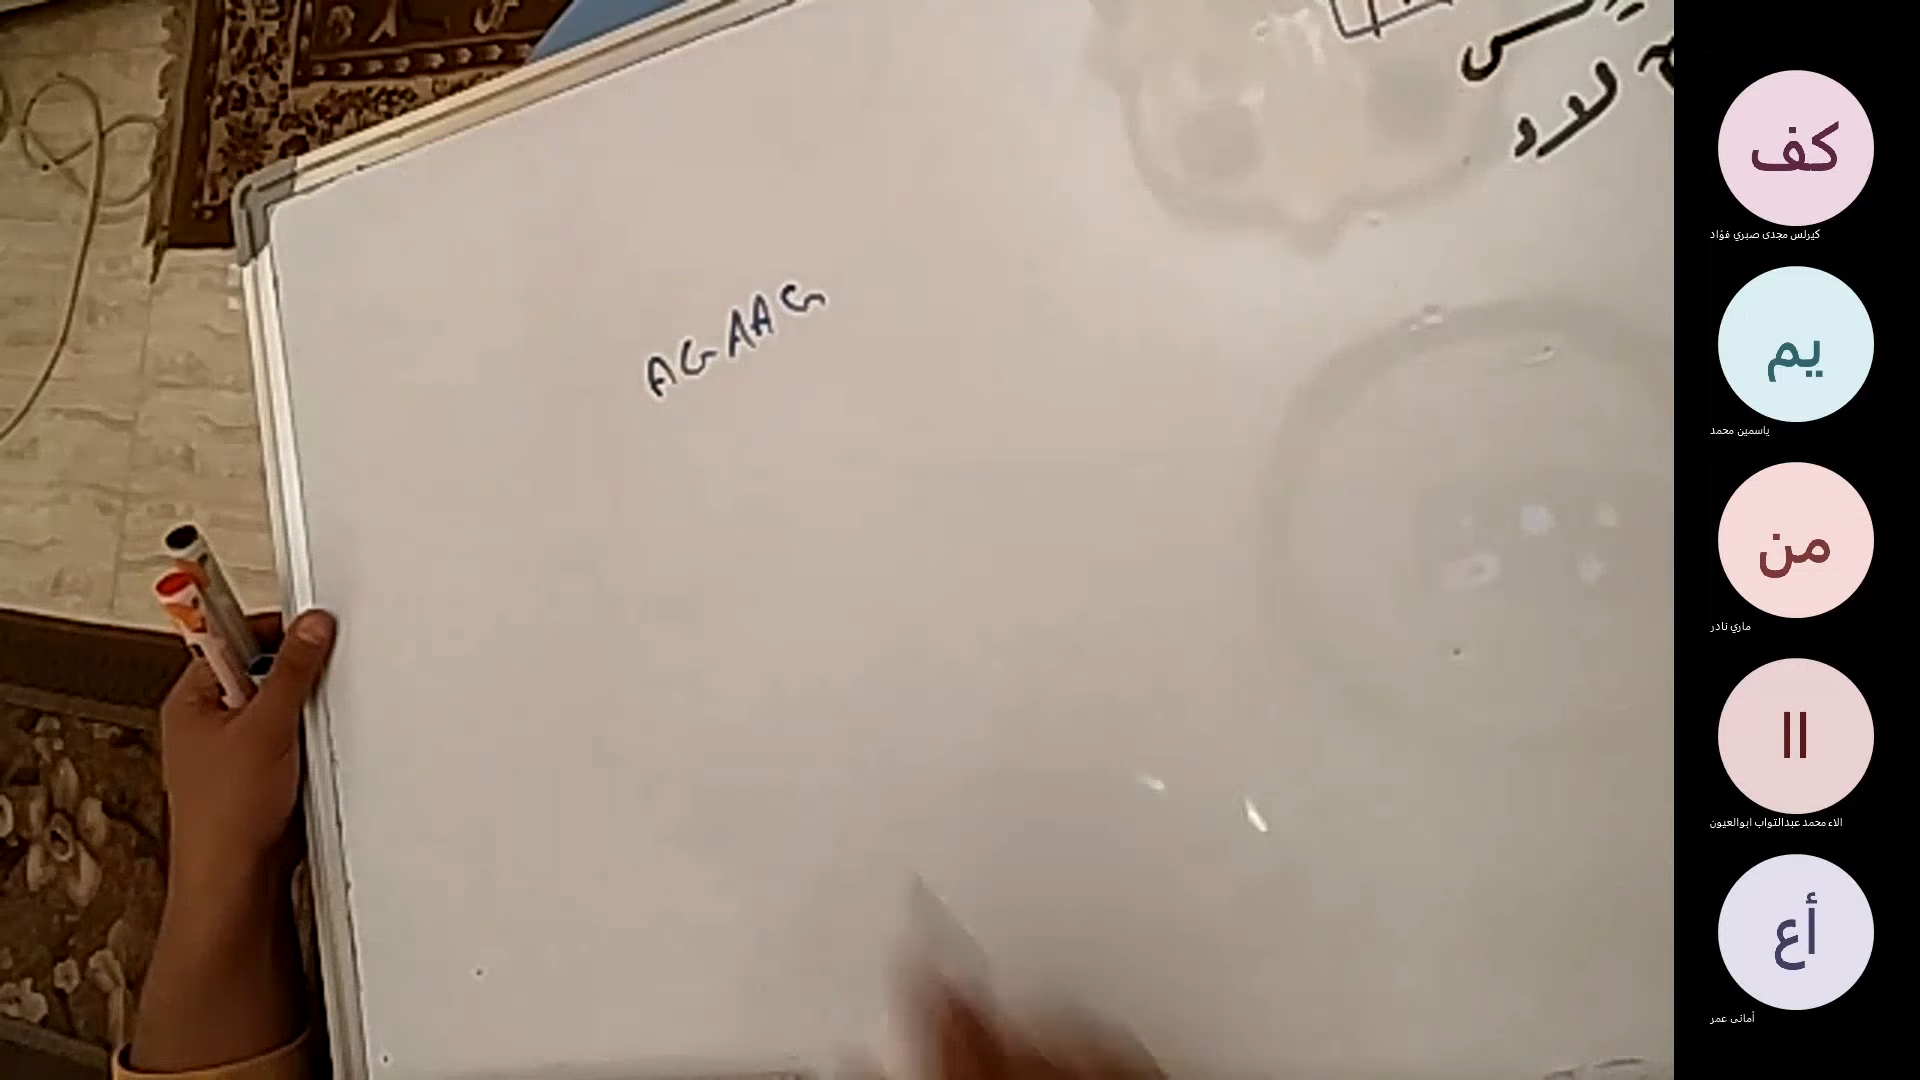 AGAAG
كف
كيرلس مجدى صبري فؤاد
يم
ياسمين محمد
من
ماري نادر
اا
الاء محمد عبدالتواب ابوالعيون
أع
أمانى عمر